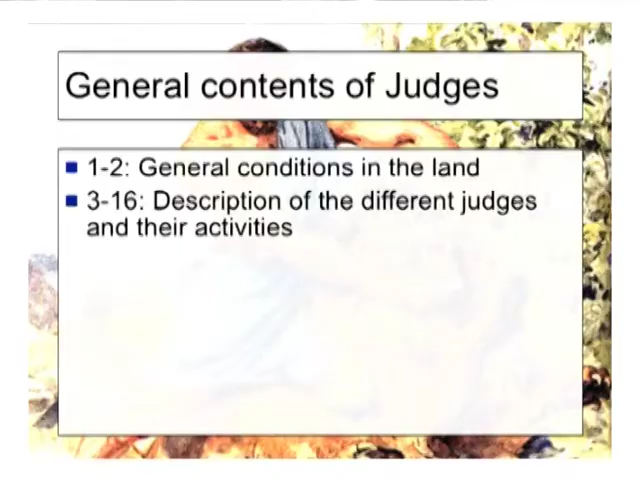 General contents of Judges
1-2: General conditions in the land
3-16: Description of the different judges
and their activities